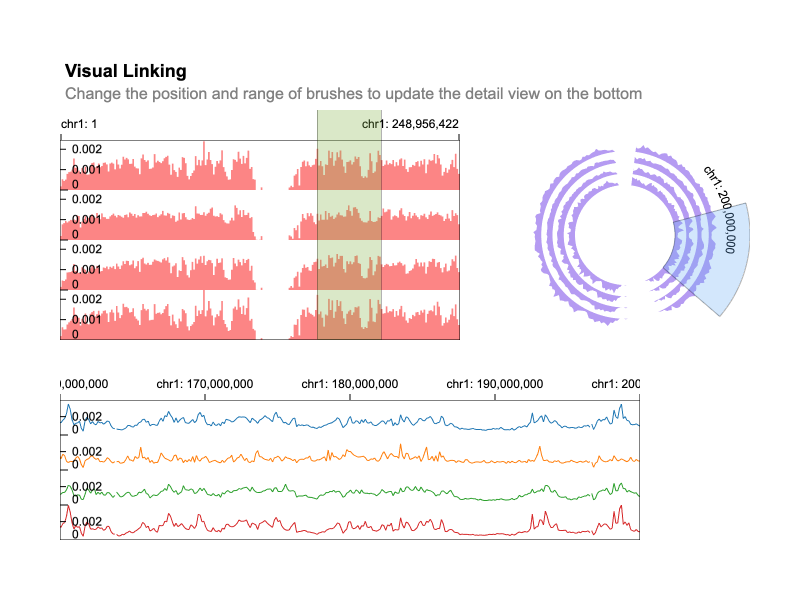 Visual Linking
Change the position and range of brushes to update the detail view on the bottom
chr1: 1
chr1: 248,956,422
0.002
0.001
0
0.002
0.001
0
0.002
0.001
0
0.002
0.001
0
chr1: 200,000,000
0,000,000
chr1: 170,000,000
chr1: 180,000,000
chr1: 190,000,000
chr1: 200
0.002
0
0.002
0
0.002
0
0.002
0